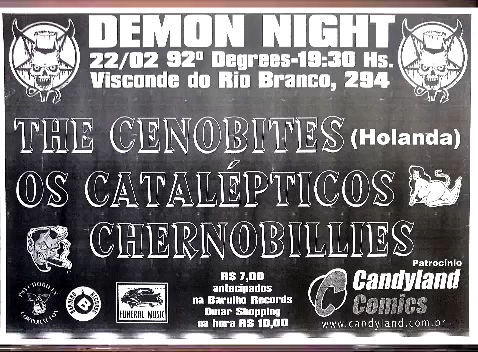 DEMON NIGHT
22/02 92º Degrees-19:30 Hs.
Visconde do Rio Branco, 294
THE CENOBITES (Holanda)
OS CATALÉPTICOS
CHERNOBILLIES
PSYCHOBILLY
CORPORATION
FUNERAL MUSIC
R$ 7,00
antecipados
na Barulho Records
Omar Shopping
na hora R$ 10,00
Patrocínio
Candyland
Comics
www.candyland.com.br